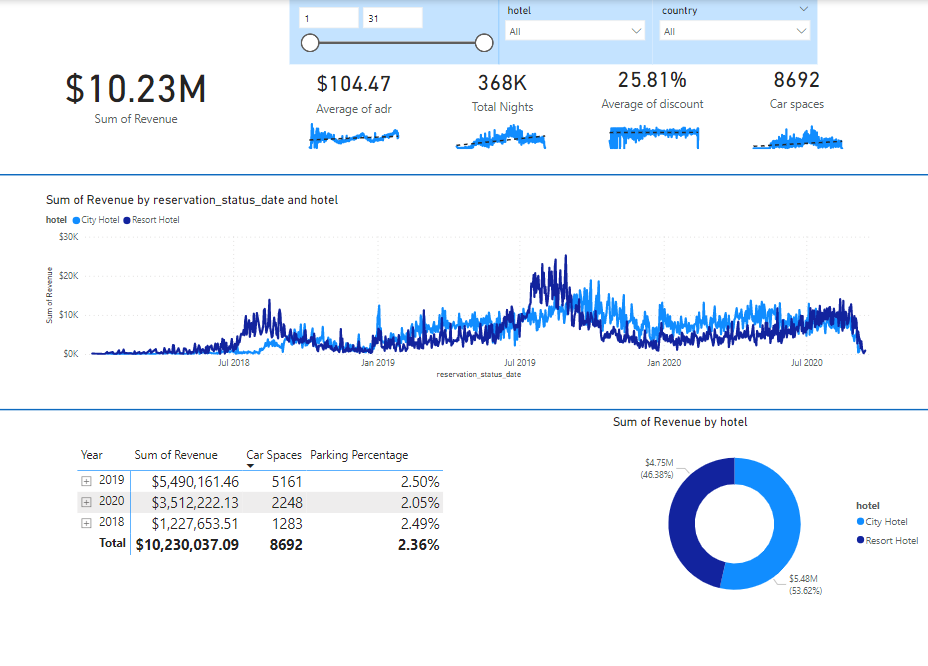 1 31
hotel
All
country
All
$10.23M
Sum of Revenue
$104.47
Average of adr
368K
Total Nights
25.81%
Average of discount
8692
Car spaces
Sum of Revenue by reservation_status_date and hotel
hotel City Hotel Resort Hotel
Sum of Revenue
$30K
$20K
$10K
$0K
Jul 2018 Jan 2019 Jul 2019 Jan 2020 Jul 2020
reservation_status_date
Year Sum of Revenue Car Spaces Parking Percentage
2019 $5,490,161.46 5161 2.50%
2020 $3,512,222.13 2248 2.05%
2018 $1,227,653.51 1283 2.49%
Total $10,230,037.09 8692 2.36%
Sum of Revenue by hotel
$4.75M
(46.38%)
$5.48M
(53.62%)
hotel
City Hotel
Resort Hotel